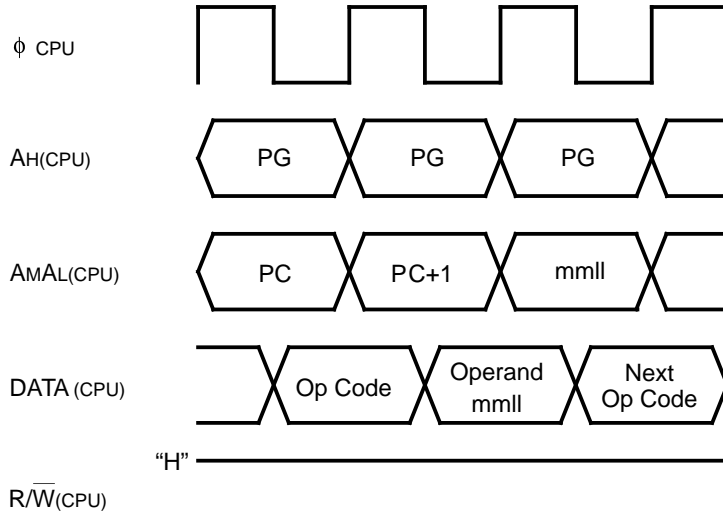 ϕ CPU
AH(CPU) PG PG PG
AMAL(CPU) PC PC+1 mmll
DATA (CPU) Op Code Operand mmll Next Op Code
“H”
R/W̅(CPU)